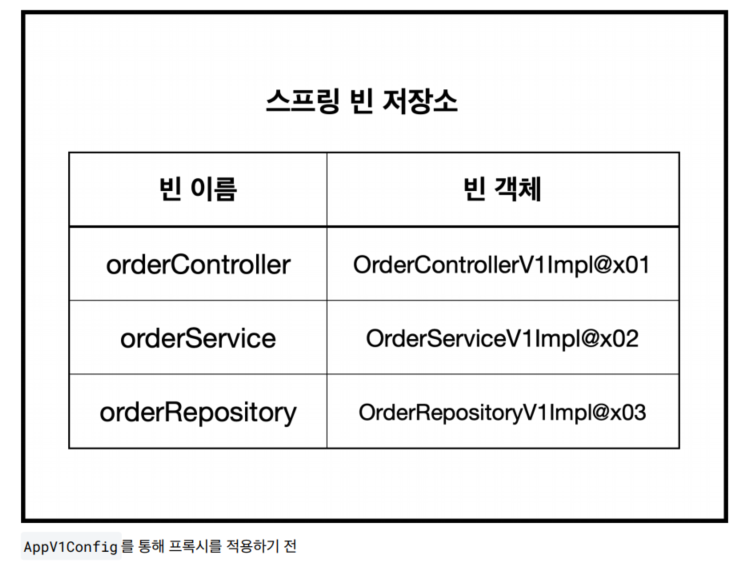 스프링 빈 저장소
빈 이름 빈 객체
orderController OrderControllerV1Impl@x01
orderService OrderServiceV1Impl@x02
orderRepository OrderRepositoryV1Impl@x03
AppV1Config 를 통해 프록시를 적용하기 전